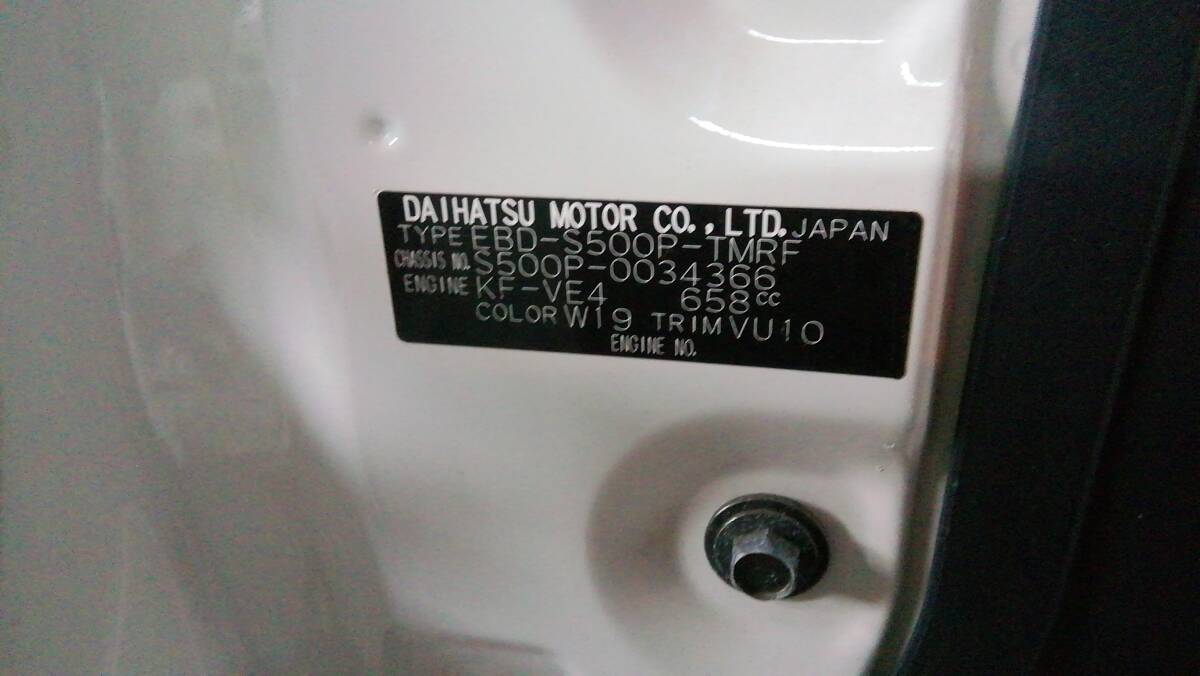 DAIHATSU MOTOR CO.,LTD. JAPAN
TYPE EBD-S500P-TMRF
CHASSIS NO. S500P-0034366
ENGINE KF-VE4 658cc
COLOR W19 TRIM VU10
ENGINE NO.